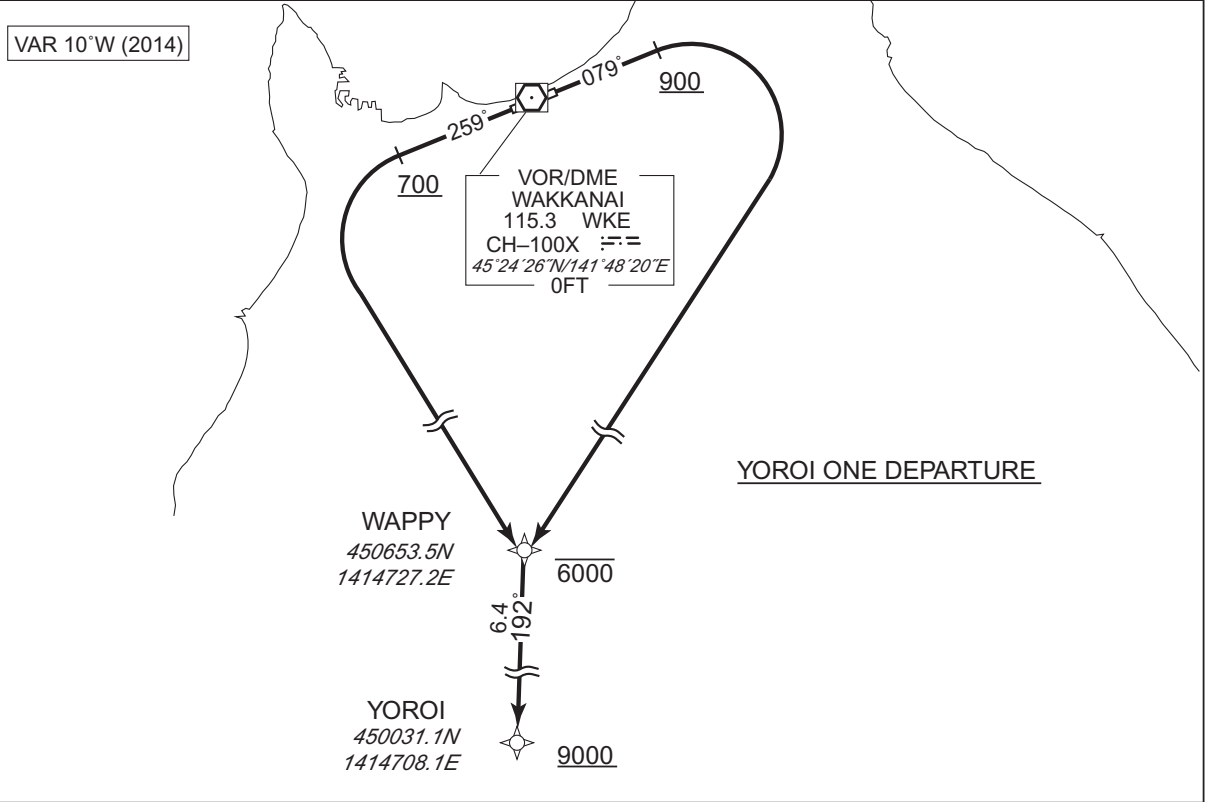 VAR 10°W (2014)
079°
900
259°
700
VOR/DME
WAKKANAI
115.3 WKE
CH–100X
45°24´26˝N/141°48´20˝E
0FT
YOROI ONE DEPARTURE
WAPPY
450653.5N
1414727.2E
6000
6.4
192°
YOROI
450031.1N
1414708.1E
9000